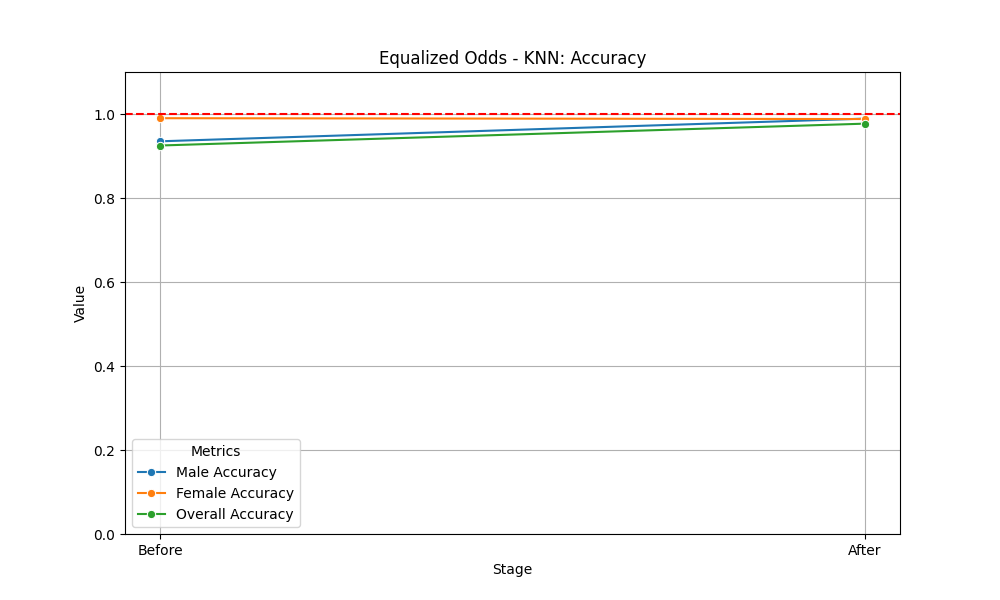 Equalized Odds - KNN: Accuracy
1.0
0.8
0.6
0.4
0.2
0.0
Value
Metrics
Male Accuracy
Female Accuracy
Overall Accuracy
Before
After
Stage